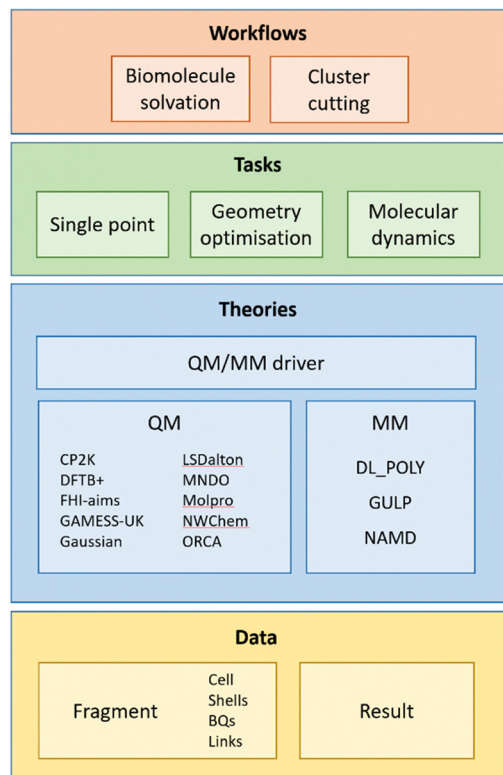 Workflows
Biomolecule
solvation
Cluster
cutting
Tasks
Single point
Geometry
optimisation
Molecular
dynamics
Theories
QM/MM driver
QM
CP2K
DFTB+
FHI-aims
GAMESS-UK
Gaussian
LSDalton
MNDO
Molpro
NWChem
ORCA
MM
DL_POLY
GULP
NAMD
Data
Fragment
Cell
Shells
BQs
Links
Result